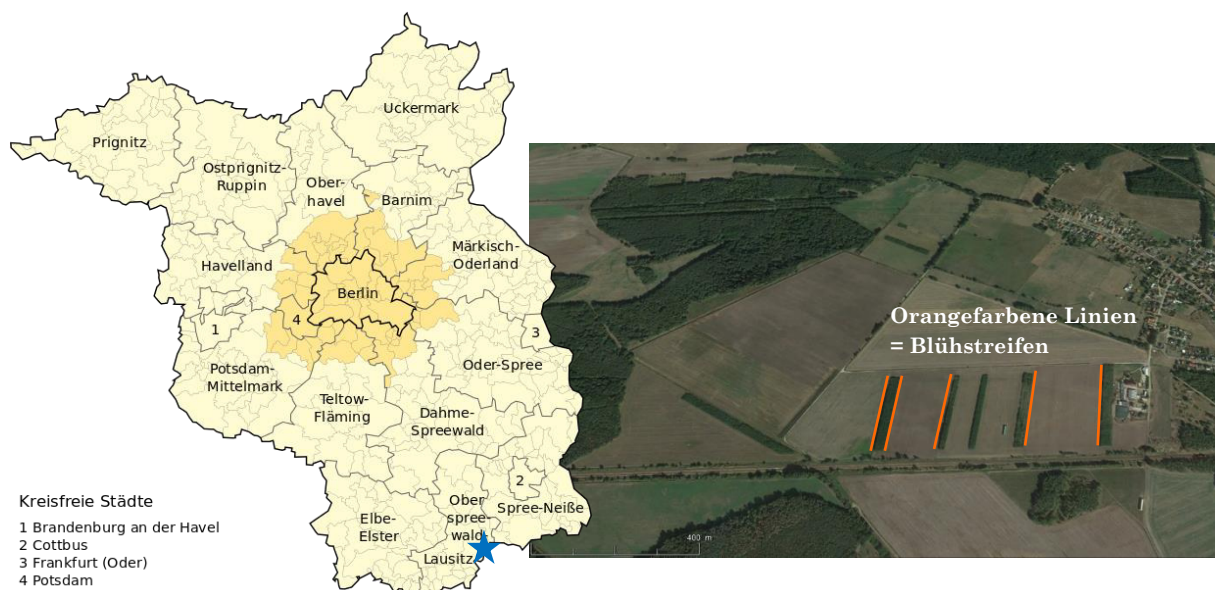 Uckermark
Prignitz
Ostprignitz-
Ruppin
Ober-
havel
Barnim
Havelland
Märkisch-
Oderland
Berlin
1
4
3
Potsdam-
Mittelmark
Oder-Spree
Teltow-
Fläming
Dahme-
Spreewald
2
Ober
spree-
wald
Spree-Neiße
Elbe-
Elster
Lausitz
Kreisfreie Städte
1 Brandenburg an der Havel
2 Cottbus
3 Frankfurt (Oder)
4 Potsdam
Orangefarbene Linien
= Blühstreifen
400 m